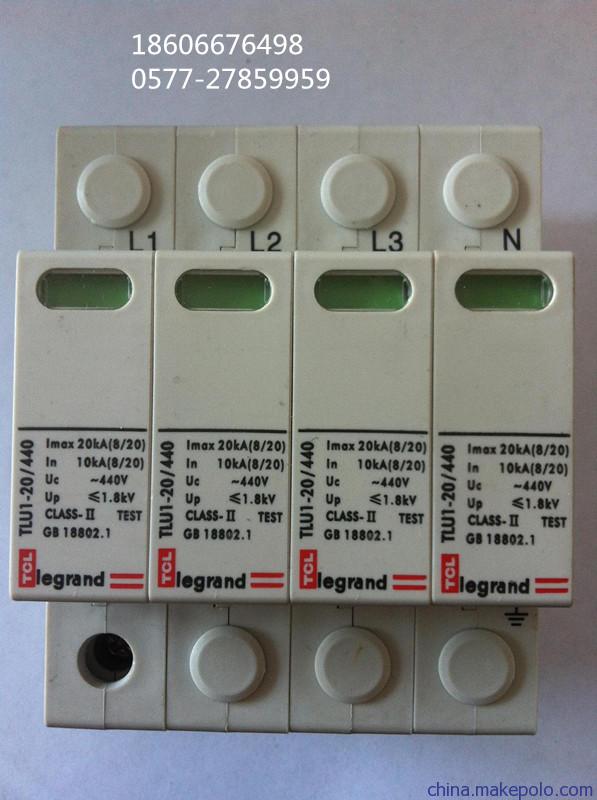 18606676498
0577-27859959
L1 L2 L3 N
TLU1-20/440
Imax 20kA(8/20)
In 10kA(8/20)
Uc ~440V
Up ≤1.8kV
CLASS-II TEST
GB 18802.1
TCL legrand
TLU1-20/440
Imax 20kA(8/20)
In 10kA(8/20)
Uc ~440V
Up ≤1.8kV
CLASS-II TEST
GB 18802.1
TCL legrand
TLU1-20/440
Imax 20kA(8/20)
In 10kA(8/20)
Uc ~440V
Up ≤1.8kV
CLASS-II TEST
GB 18802.1
TCL legrand
TLU1-20/440
Imax 20kA(8/20)
In 10kA(8/20)
Uc ~440V
Up ≤1.8kV
CLASS-II TEST
GB 18802.1
TCL legrand
china.makepolo.com